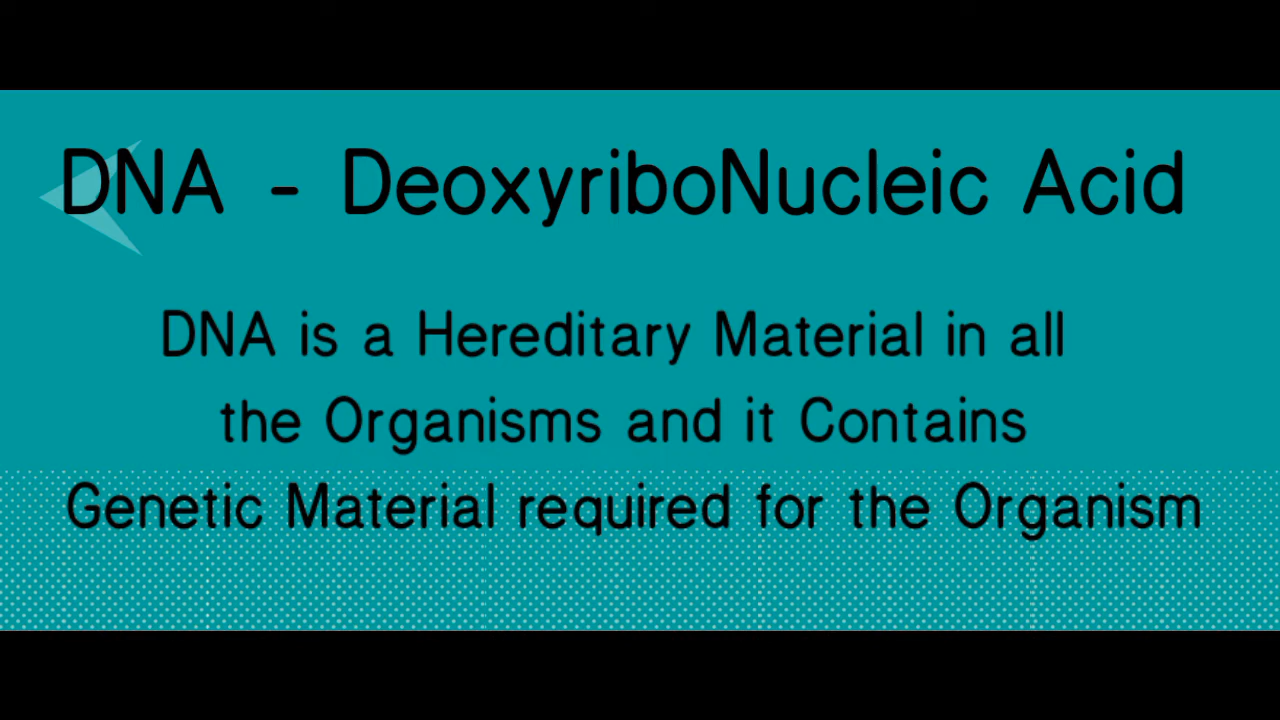 DNA - DeoxyriboNucleic Acid
DNA is a Hereditary Material in all
the Organisms and it Contains
Genetic Material required for the Organism